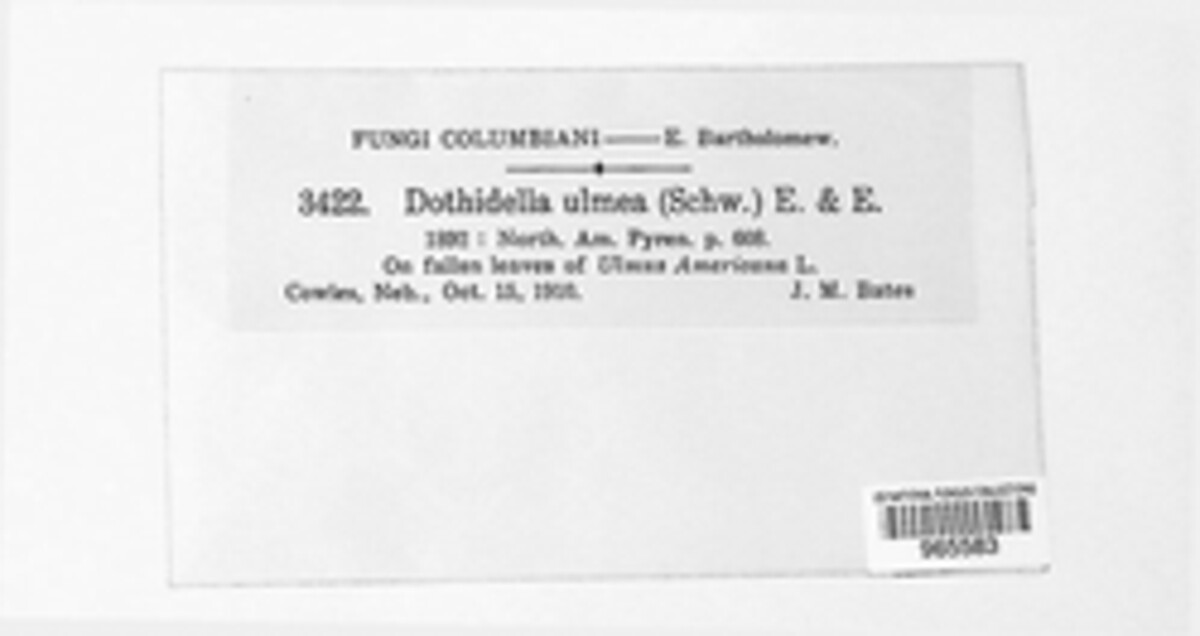 FUNGI COLUMBIANI—E. Bartholomew.
3422. Dothidella ulmea (Schw.) E. & E.
1892: North. Am. Pyren. p.
On fallen leaves of Ulmus Americana L.
Cowles, Neb., Oct. 15, 1910. J. M. Bates
965583